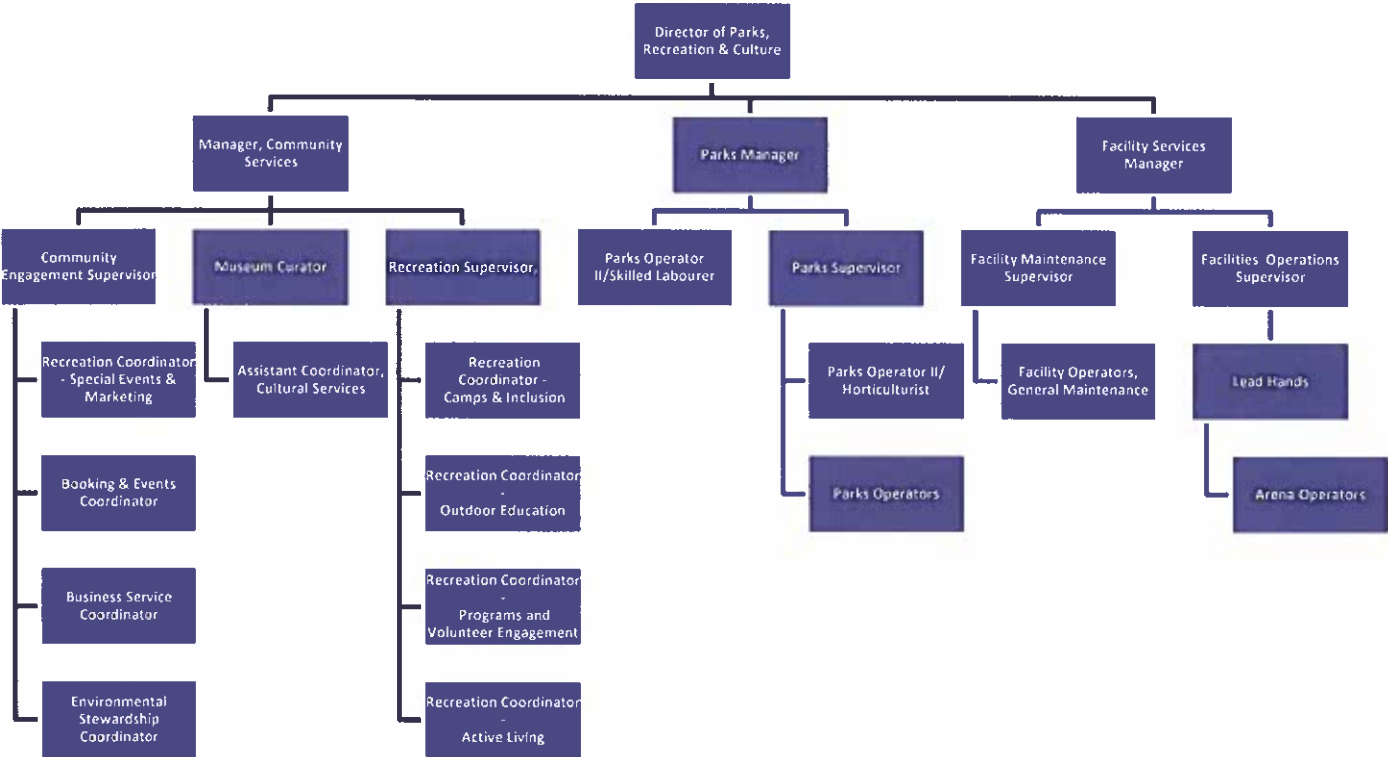 Director of Parks,
Recreation & Culture
Manager, Community
Services
Parks Manager
Facility Services
Manager
Community
Engagement Supervisor
Museum Curator
Recreation Supervisor,
Parks Operator
II/Skilled Labourer
Parks Supervisor
Facility Maintenance
Supervisor
Facilities Operations
Supervisor
Recreation Coordinator
- Special Events &
Marketing
Assistant Coordinator,
Cultural Services
Recreation
Coordinator -
Camps & Inclusion
Parks Operator II/
Horticulturist
Facility Operators,
General Maintenance
Lead Hands
Booking & Events
Coordinator
Recreation Coordinator
-
Outdoor Education
Parks Operators
Arena Operators
Business Service
Coordinator
Recreation Coordinator
-
Programs and
Volunteer Engagement
Environmental
Stewardship
Coordinator
Recreation Coordinator
-
Active Living